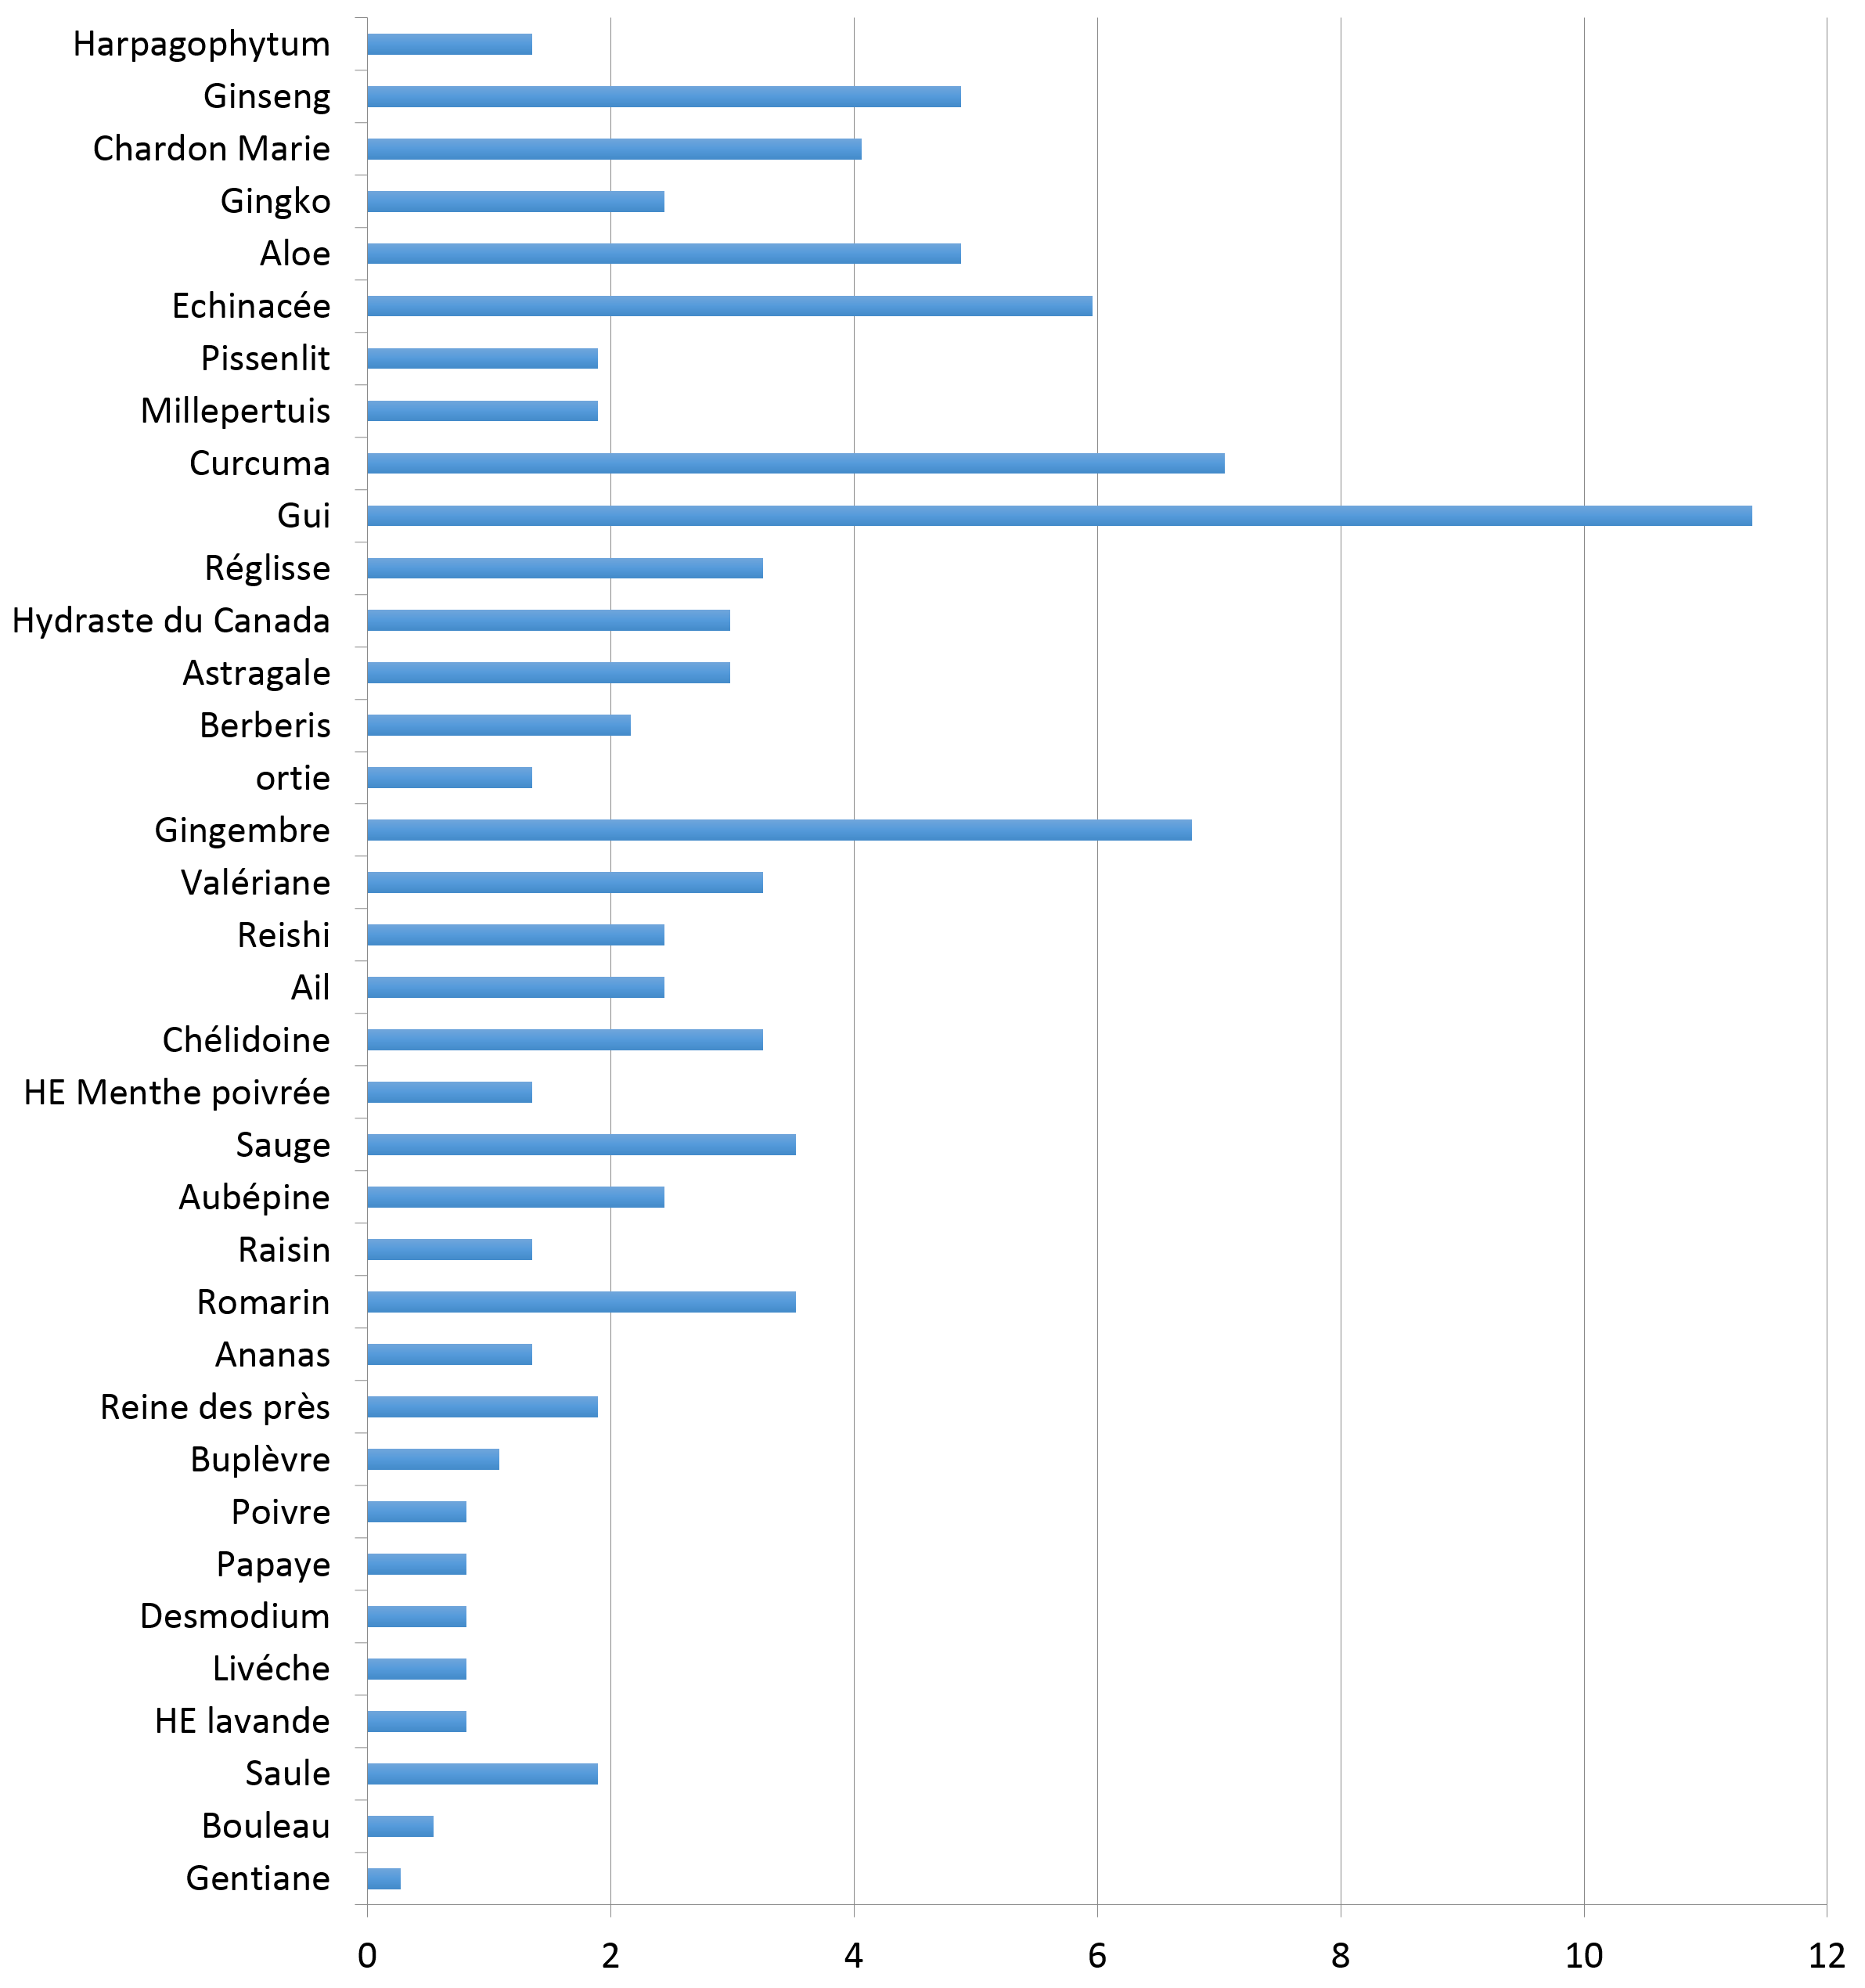 Harpagophytum
Ginseng
Chardon Marie
Gingko
Aloe
Echinacée
Pissenlit
Millepertuis
Curcuma
Gui
Réglisse
Hydraste du Canada
Astragale
Berberis
ortie
Gingembre
Valériane
Reishi
Ail
Chélidoine
HE Menthe poivrée
Sauge
Aubépine
Raisin
Romarin
Ananas
Reine des près
Buplèvre
Poivre
Papaye
Desmodium
Livéche
HE lavande
Saule
Bouleau
Gentiane
0 2 4 6 8 10 12